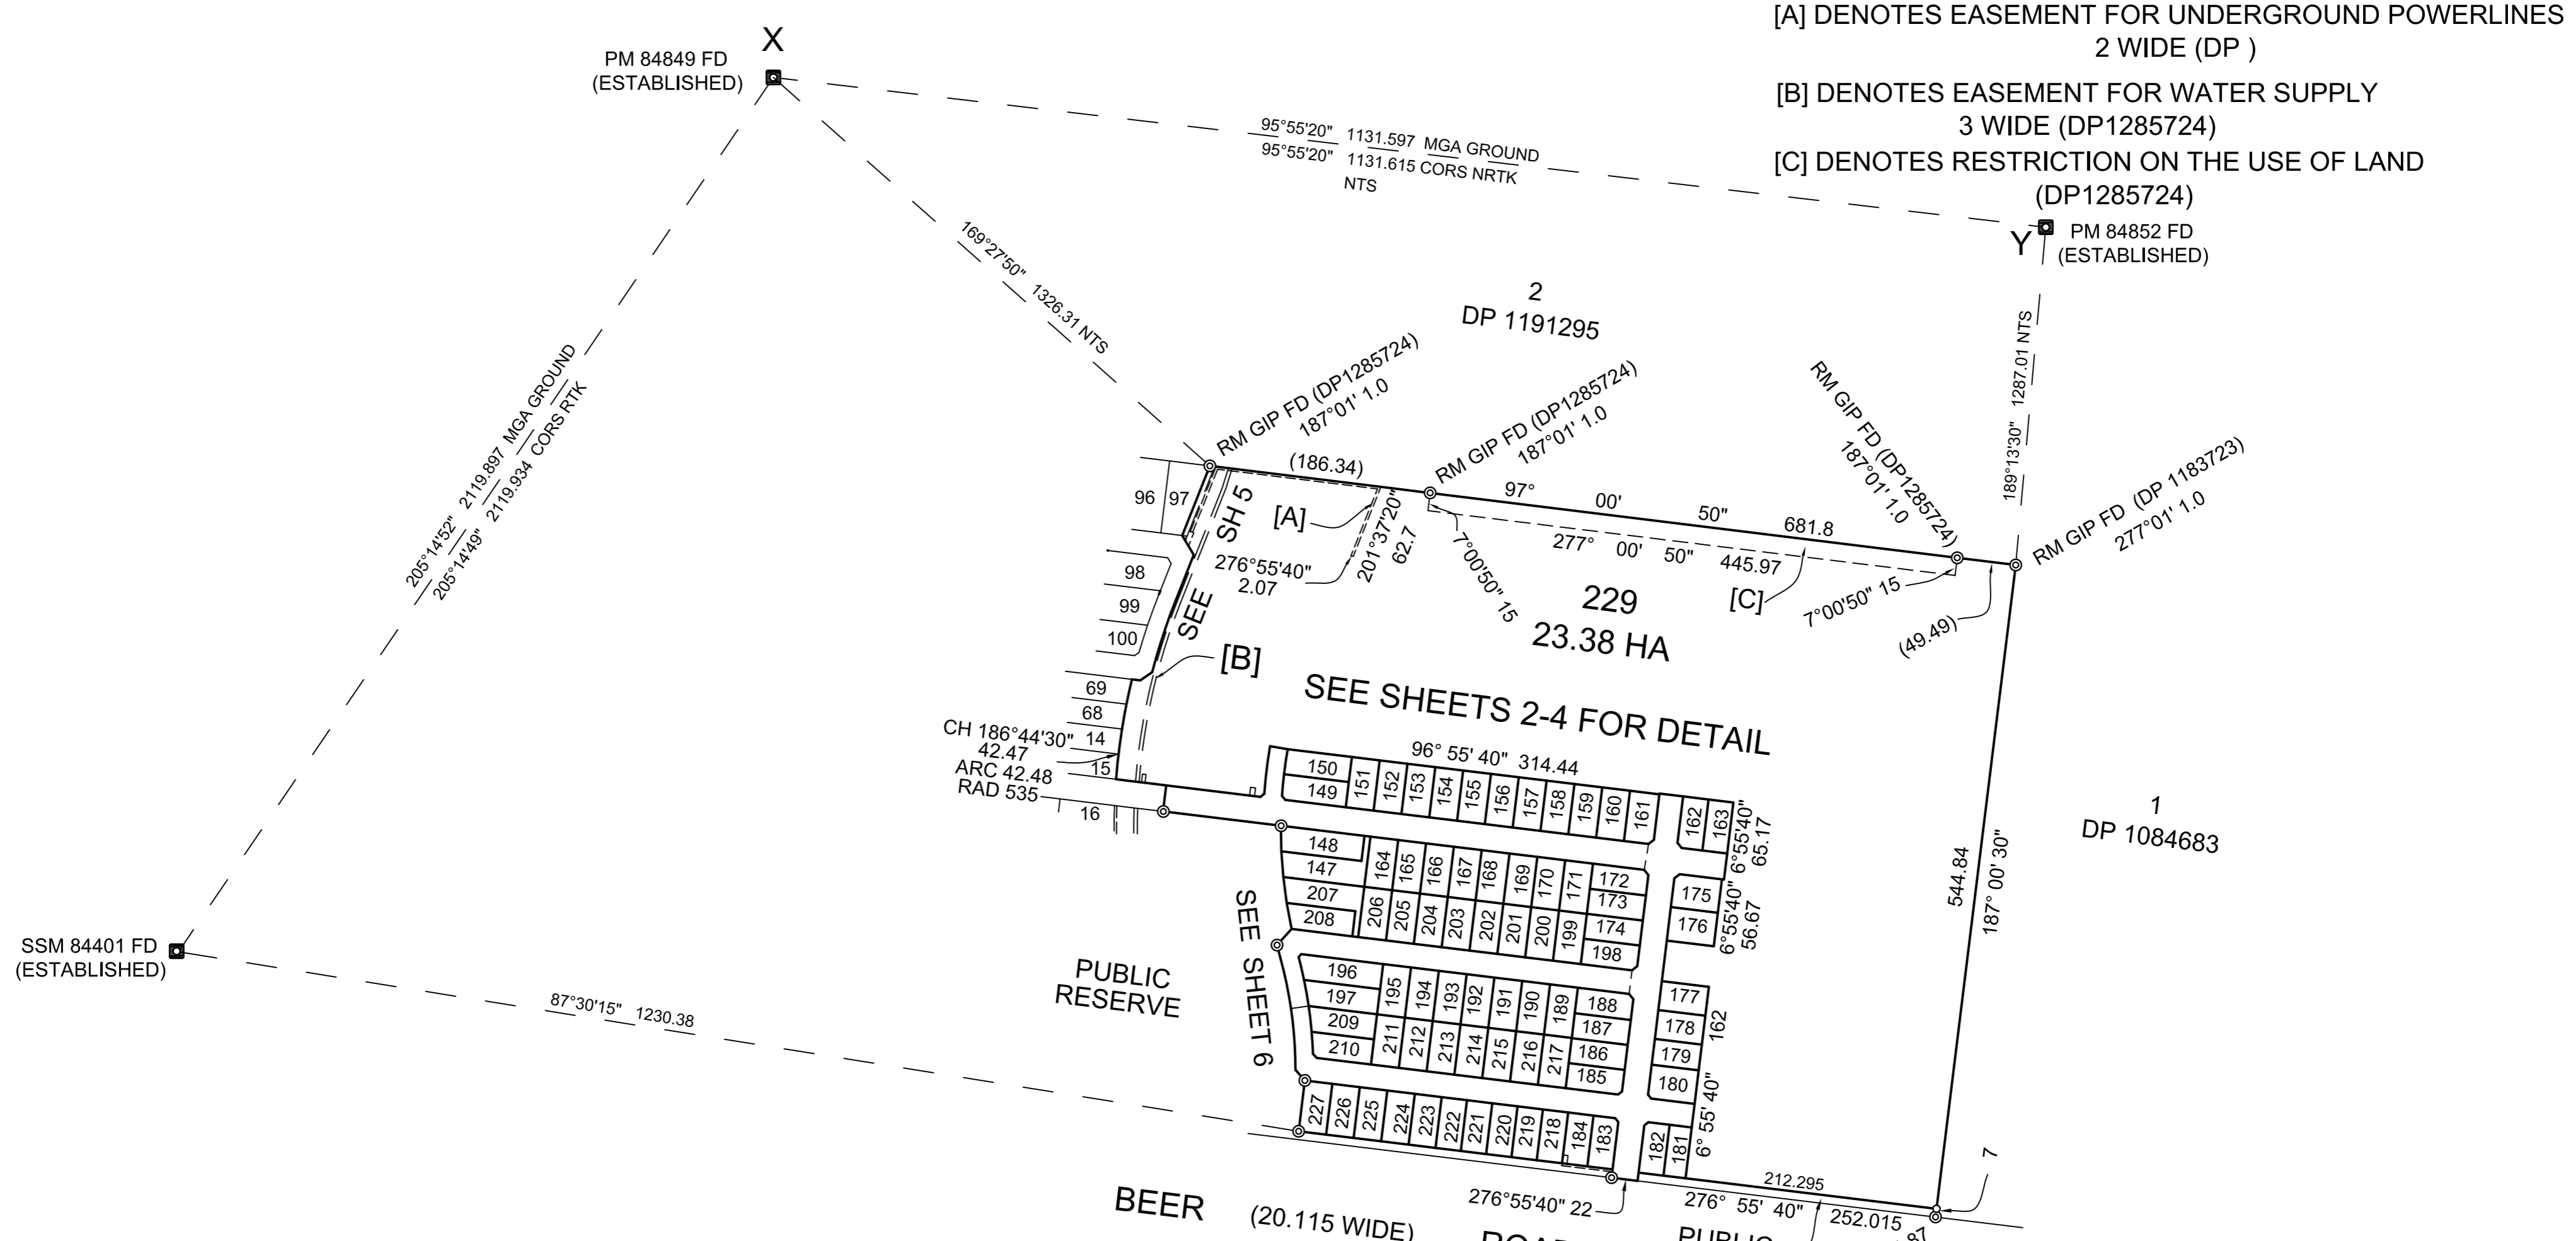 [A] DENOTES EASEMENT FOR UNDERGROUND POWERLINES
2 WIDE (DP )
[B] DENOTES EASEMENT FOR WATER SUPPLY
3 WIDE (DP1285724)
[C] DENOTES RESTRICTION ON THE USE OF LAND
(DP1285724)
X
PM 84849 FD
(ESTABLISHED)
95°55'20" 1131.597 MGA GROUND
95°55'20" 1131.615 CORS NRTK
NTS
Y
PM 84852 FD
(ESTABLISHED)
169°27'50" 1326.31 NTS
2
DP 1191295
189°13'30" 1287.01 NTS
205°14'52" 2119.897 MGA GROUND
205°14'49" 2119.934 CORS RTK
RM GIP FD (DP1285724)
187°01' 1.0
RM GIP FD (DP1285724)
187°01' 1.0
RM GIP FD (DP1285724)
187°01' 1.0
RM GIP FD (DP 1183723)
277°01' 1.0
(186.34)
97° 00' 50" 681.8
277° 00' 50" 445.97
7°00'50" 15
7°00'50" 15
(49.49)
96
97
SEE SH 5
[A]
201°37'20"
62.7
276°55'40"
2.07
[C]
229
23.38 HA
98
99
100
[B]
SEE SHEETS 2-4 FOR DETAIL
69
68
14
15
16
CH 186°44'30"
42.47
ARC 42.48
RAD 535
96° 55' 40" 314.44
150
149
151
152
153
154
155
156
157
158
159
160
161
162
163
6°55'40"
65.17
1
DP 1084683
544.84
187° 00' 30"
148
147
207
208
164
165
166
167
168
169
170
171
172
173
174
198
206
205
204
203
202
201
200
199
175
176
6°55'40"
56.67
SEE SHEET 6
PUBLIC
RESERVE
196
197
209
210
195
194
193
192
191
190
189
188
187
186
185
211
212
213
214
215
216
217
177
178
179
180
162
6° 55' 40"
SSM 84401 FD
(ESTABLISHED)
87°30'15" 1230.38
227
226
225
224
223
222
221
220
219
218
184
183
182
181
7
212.295
276° 55' 40" 252.015
276°55'40" 22
BEER (20.115 WIDE)
PUBLIC